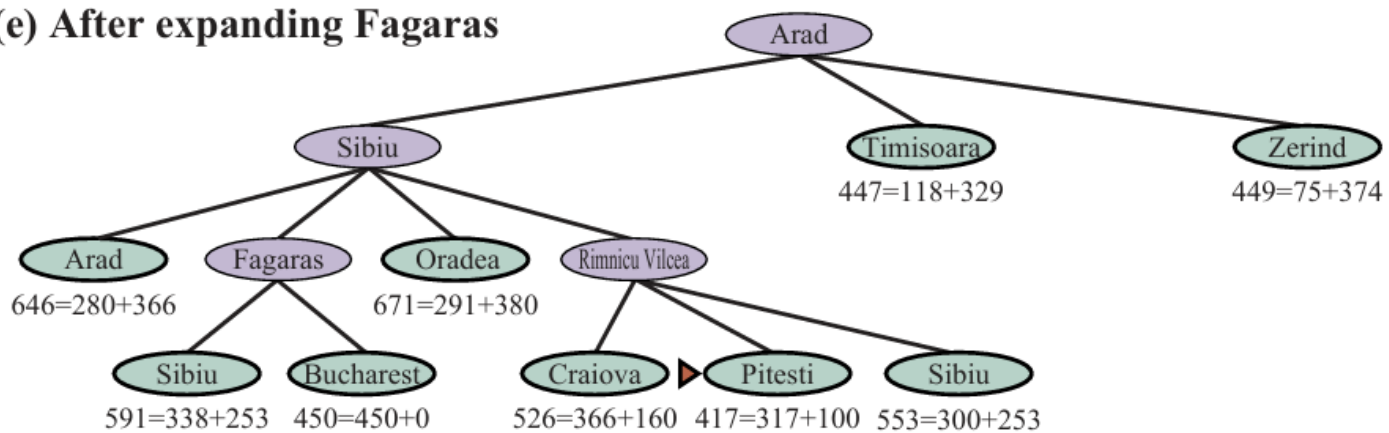 (e) After expanding Fagaras
Arad
Sibiu
Timisoara
Zerind
447=118+329
449=75+374
Arad
Fagaras
Oradea
Rimnicu Vilcea
646=280+366
671=291+380
Sibiu
Bucharest
Craiova
Pitesti
Sibiu
591=338+253
450=450+0
526=366+160
417=317+100
553=300+253